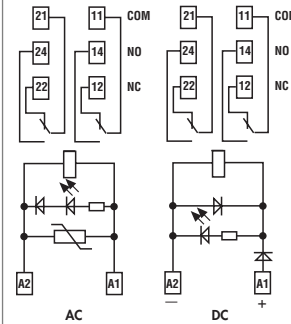 21 11 COM 21 11 COM
24 14 NO 24 14 NO
22 12 NC 22 12 NC
A2 A1 A2 A1
— +
AC DC